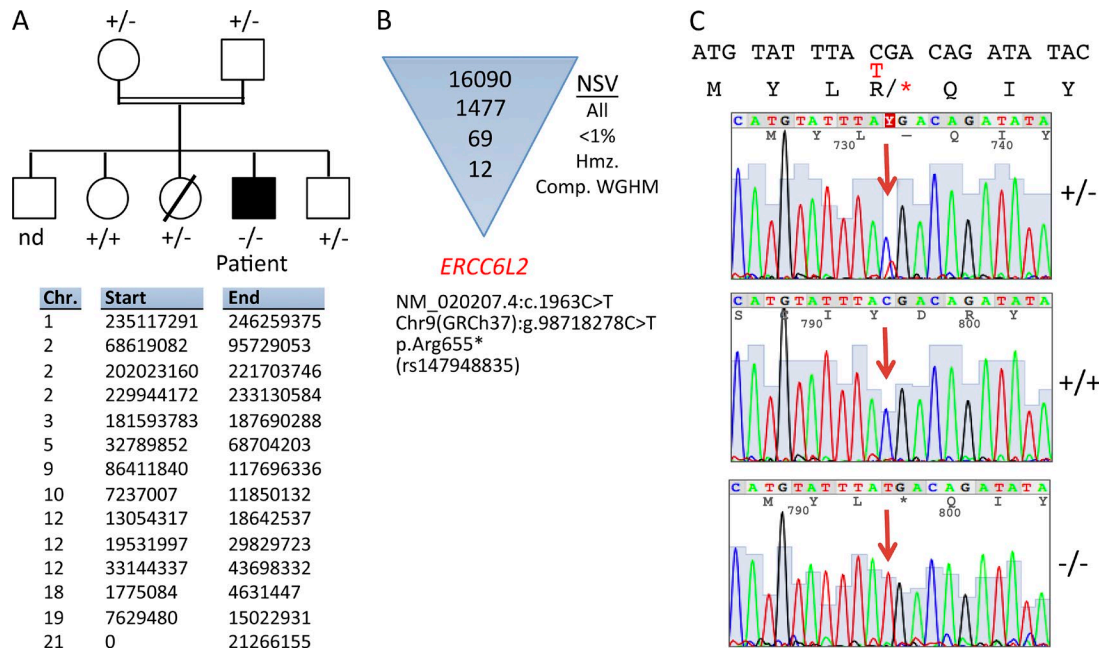 A
+/-
+/-
nd
+/+
+/-
-/-
+/-
Patient
Chr. Start End
1 235117291 246259375
2 68619082 95729053
2 202023160 221703746
2 229944172 233130584
3 181593783 187690288
5 32789852 68704203
9 86411840 117696336
10 7237007 11850132
12 13054317 18642537
12 19531997 29829723
12 33144337 43698332
18 1775084 4631447
19 7629480 15022931
21 0 21266155
B
16090
1477
69
12
NSV
All
<1%
Hmz.
Comp. WGHM
ERCC6L2
NM_020207.4:c.1963C>T
Chr9(GRCh37):g.98718278C>T
p.Arg655*
(rs147948835)
C
ATG TAT TTA CGA CAG ATA TAC
T
M Y L R/* Q I Y
C A T G T A T T T A Y G A C A G A T A T A
M Y L – Q I Y
730 740
+/-
C A T G T A T T T A C G A C A G A T A T A
S C I Y D R Y
790 800
+/+
C A T G T A T T T A T G A C A G A T A T A
M Y L * Q I Y
790 800
-/-